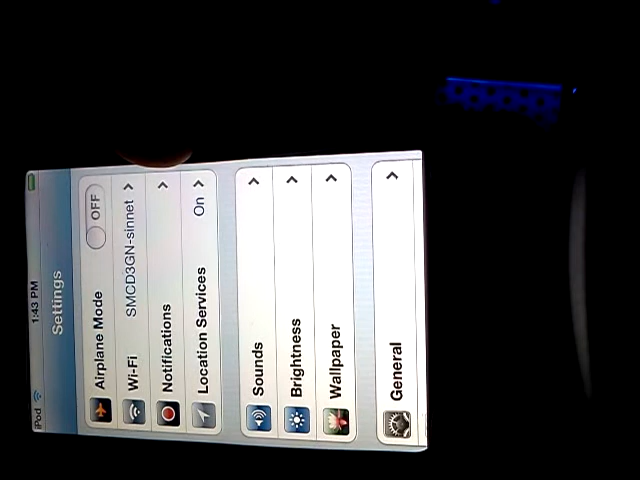 iPod 1:43 PM
Settings
Airplane Mode OFF
Wi-Fi SMCD3GN-sinnet
Notifications
Location Services On
Sounds
Brightness
Wallpaper
General